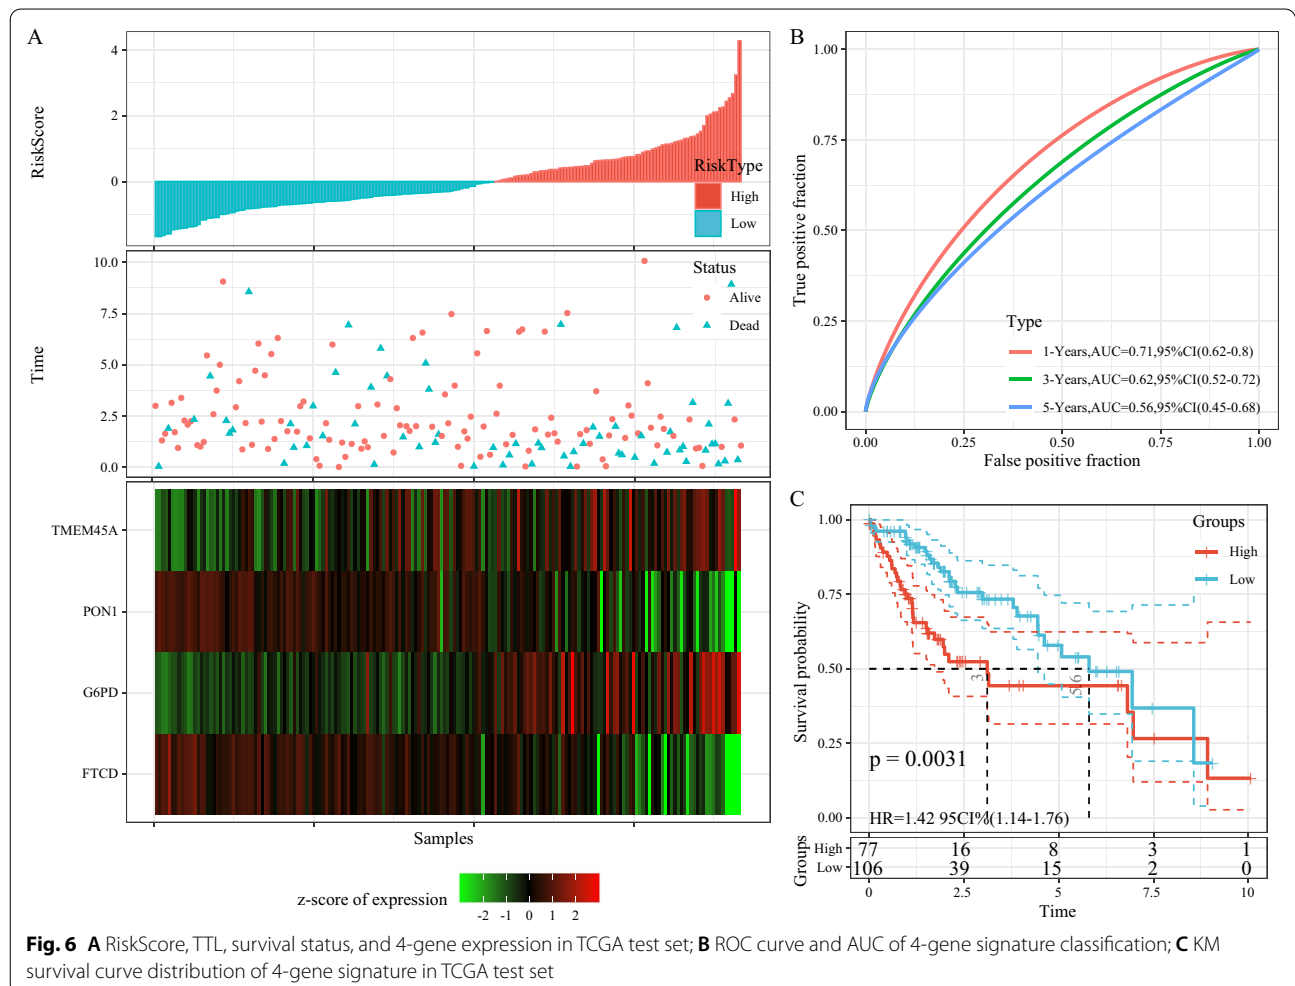 A
RiskScore
4
2
0
RiskType
High
Low
Time
10.0
7.5
5.0
2.5
0.0
Status
Alive
Dead
TMEM45A
PON1
G6PD
FTCD
Samples
z-score of expression
-2 -1 0 1 2
B
True positive fraction
1.00
0.75
0.50
0.25
0.00
Type
1-Years,AUC=0.71,95%CI(0.62-0.8)
3-Years,AUC=0.62,95%CI(0.52-0.72)
5-Years,AUC=0.56,95%CI(0.45-0.68)
0.00 0.25 0.50 0.75 1.00
False positive fraction
C
Survival probability
1.00
0.75
0.50
0.25
0.00
Groups
High
Low
3
5.6
p = 0.0031
HR=1.42 95CI%(1.14-1.76)
Groups
High 77 16 8 3 1
Low 106 39 15 2 0
0 2.5 5 7.5 10
Time
Fig. 6 A RiskScore, TTL, survival status, and 4-gene expression in TCGA test set; B ROC curve and AUC of 4-gene signature classification; C KM
survival curve distribution of 4-gene signature in TCGA test set